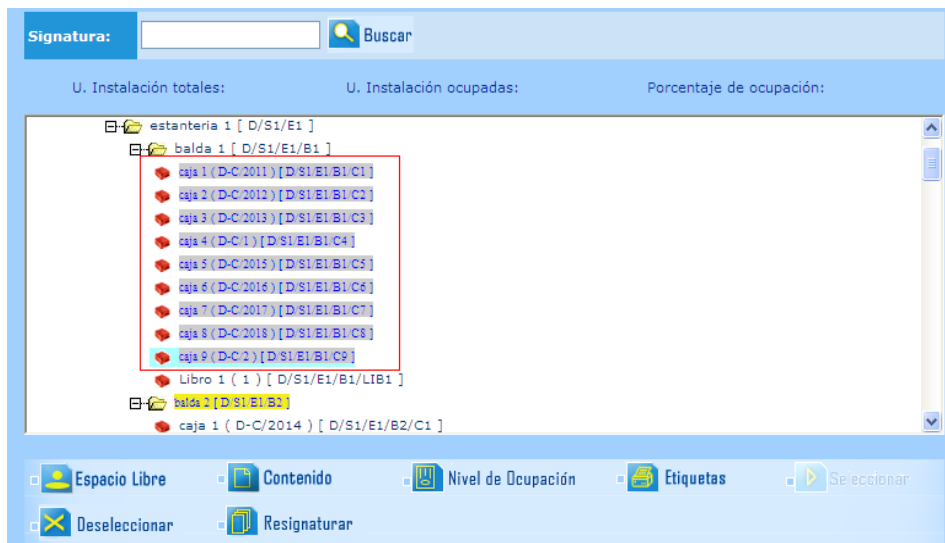 Signatura: Buscar
U. Instalación totales: U. Instalación ocupadas: Porcentaje de ocupación:
estanteria 1 [ D/S1/E1 ]
balda 1 [ D/S1/E1/B1 ]
caja 1 ( D-C/2011 ) [ D/S1/E1/B1/C1 ]
caja 2 ( D-C/2012 ) [ D/S1/E1/B1/C2 ]
caja 3 ( D-C/2013 ) [ D/S1/E1/B1/C3 ]
caja 4 ( D-C/1 ) [ D/S1/E1/B1/C4 ]
caja 5 ( D-C/2015 ) [ D/S1/E1/B1/C5 ]
caja 6 ( D-C/2016 ) [ D/S1/E1/B1/C6 ]
caja 7 ( D-C/2017 ) [ D/S1/E1/B1/C7 ]
caja 8 ( D-C/2018 ) [ D/S1/E1/B1/C8 ]
caja 9 ( D-C/2 ) [ D/S1/E1/B1/C9 ]
Libro 1 ( 1 ) [ D/S1/E1/B1/LIB1 ]
balda 2 [ D/S1/E1/B2 ]
caja 1 ( D-C/2014 ) [ D/S1/E1/B2/C1 ]
Espacio Libre Contenido Nivel de Ocupación Etiquetas Seleccionar
Deseleccionar Resignaturar